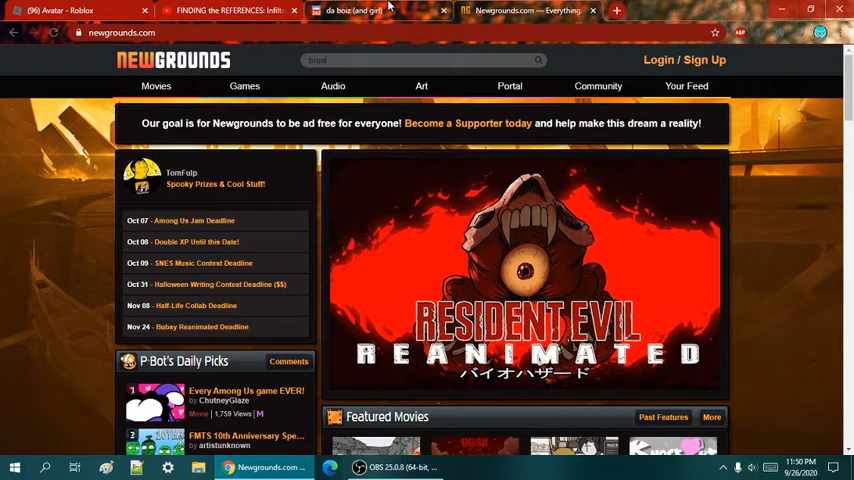 (96) Avatar - Roblox
FINDING the REFERENCES: Infilt
242
da boiz (and girl)
NG
Newgrounds.com — Everything,
newgrounds.com
ABP
NEWGROUNDS
bren
Login / Sign Up
Movies
Games
Audio
Art
Portal
Community
Your Feed
Our goal is for Newgrounds to be ad free for everyone! Become a Supporter today and help make this dream a reality!
TomFulp
Spooky Prizes & Cool Stuff!
Oct 07 - Among Us Jam Deadline
Oct 08 - Double XP Until this Date!
Oct 09 - SNES Music Contest Deadline
Oct 31 - Halloween Writing Contest Deadline ($$)
Nov 08 - Half-Life Collab Deadline
Nov 24 - Bubsy Reanimated Deadline
RESIDENT EVIL
REANIMATED
バイオハザード
P-Bot's Daily Picks
Comments
1
Every Among Us game EVER!
by ChutneyGlaze
Movie | 1,759 Views | M
2
FMTS 10th Anniversary Spe...
by artistunknown
Featured Movies
Past Features
More
Newgrounds.com ...
OBS 25.0.8 (64-bit, ...
11:50 PM
9/26/2020